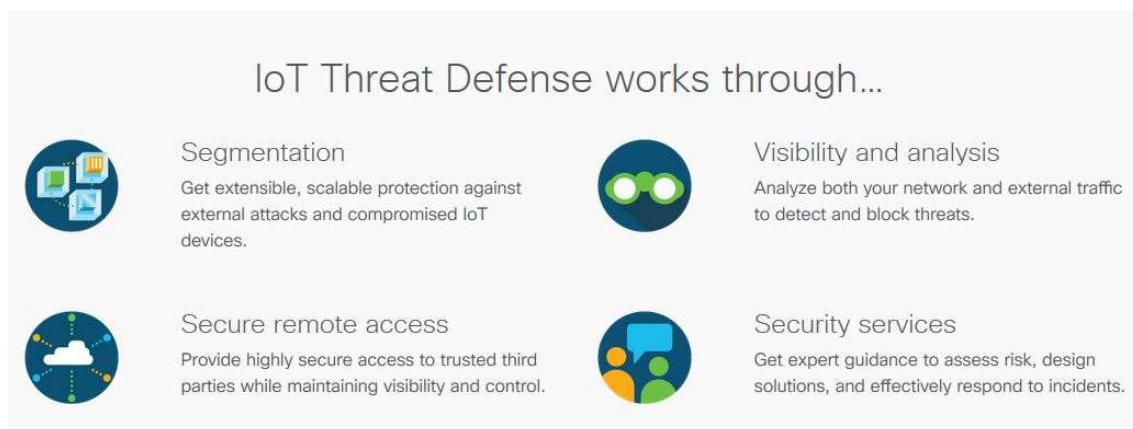 IoT Threat Defense works through...
Segmentation
Get extensible, scalable protection against
external attacks and compromised IoT
devices.
Visibility and analysis
Analyze both your network and external traffic
to detect and block threats.
Secure remote access
Provide highly secure access to trusted third
parties while maintaining visibility and control.
Security services
Get expert guidance to assess risk, design
solutions, and effectively respond to incidents.